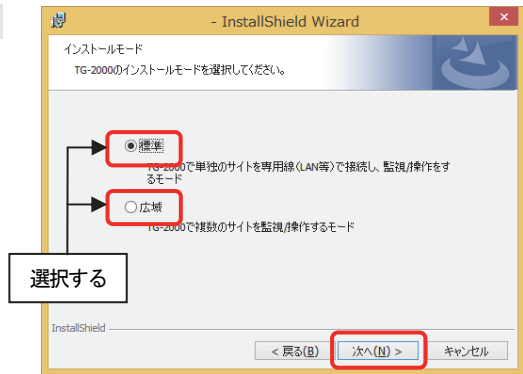 - InstallShield Wizard
×
インストールモード
TG-2000のインストールモードを選択してください。
標準
TG-2000で単独のサイトを専用線(LAN等)で接続し、監視/操作をす
るモード
広域
TG-2000で複数のサイトを監視/操作するモード
選択する
InstallShield
< 戻る(B)
次へ(N) >
キャンセル